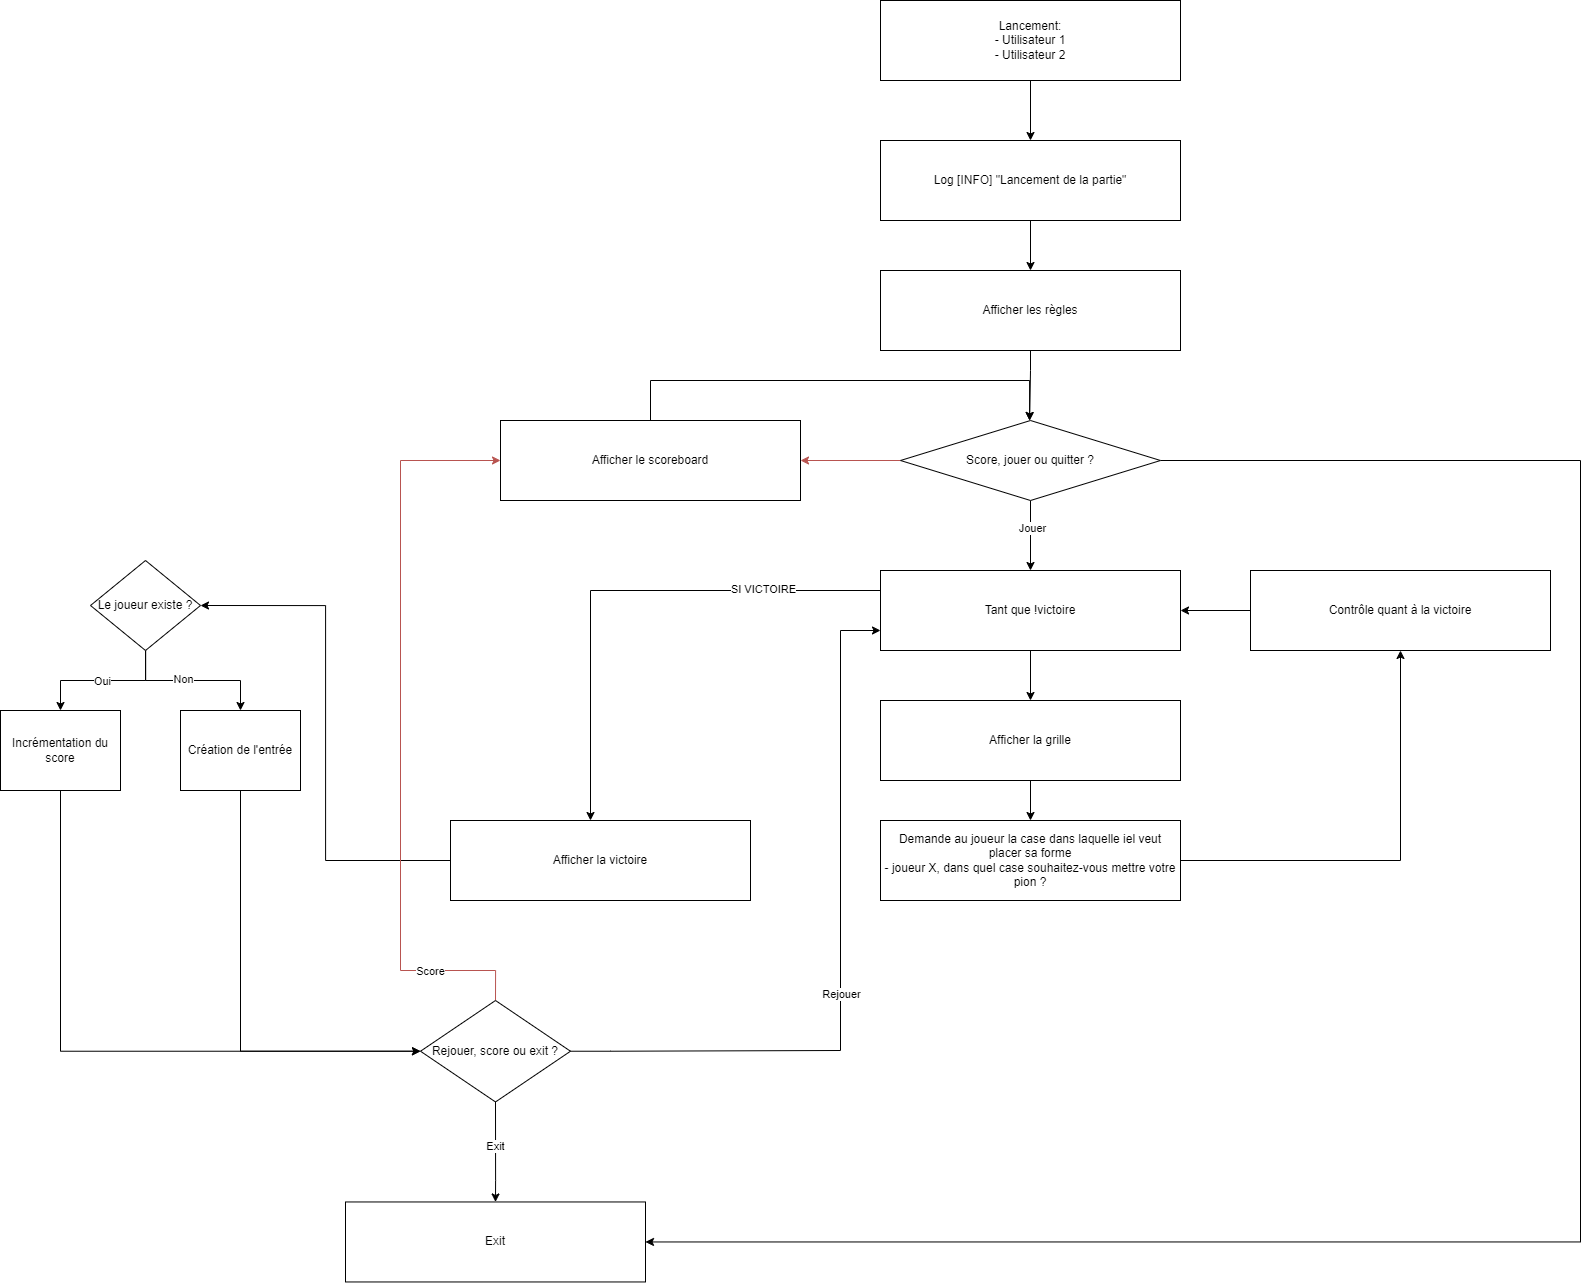 Lancement:
- Utilisateur 1
- Utilisateur 2
Log [INFO] "Lancement de la partie"
Afficher les règles
Afficher le scoreboard
Score, jouer ou quitter ?
Jouer
SI VICTOIRE
Tant que !victoire
Contrôle quant à la victoire
Le joueur existe ?
Oui
Non
Incrémentation du
score
Création de l'entrée
Afficher la grille
Afficher la victoire
Demande au joueur la case dans laquelle iel veut
placer sa forme
- joueur X, dans quel case souhaitez-vous mettre votre
pion ?
Score
Rejouer
Rejouer, score ou exit ?
Exit
Exit